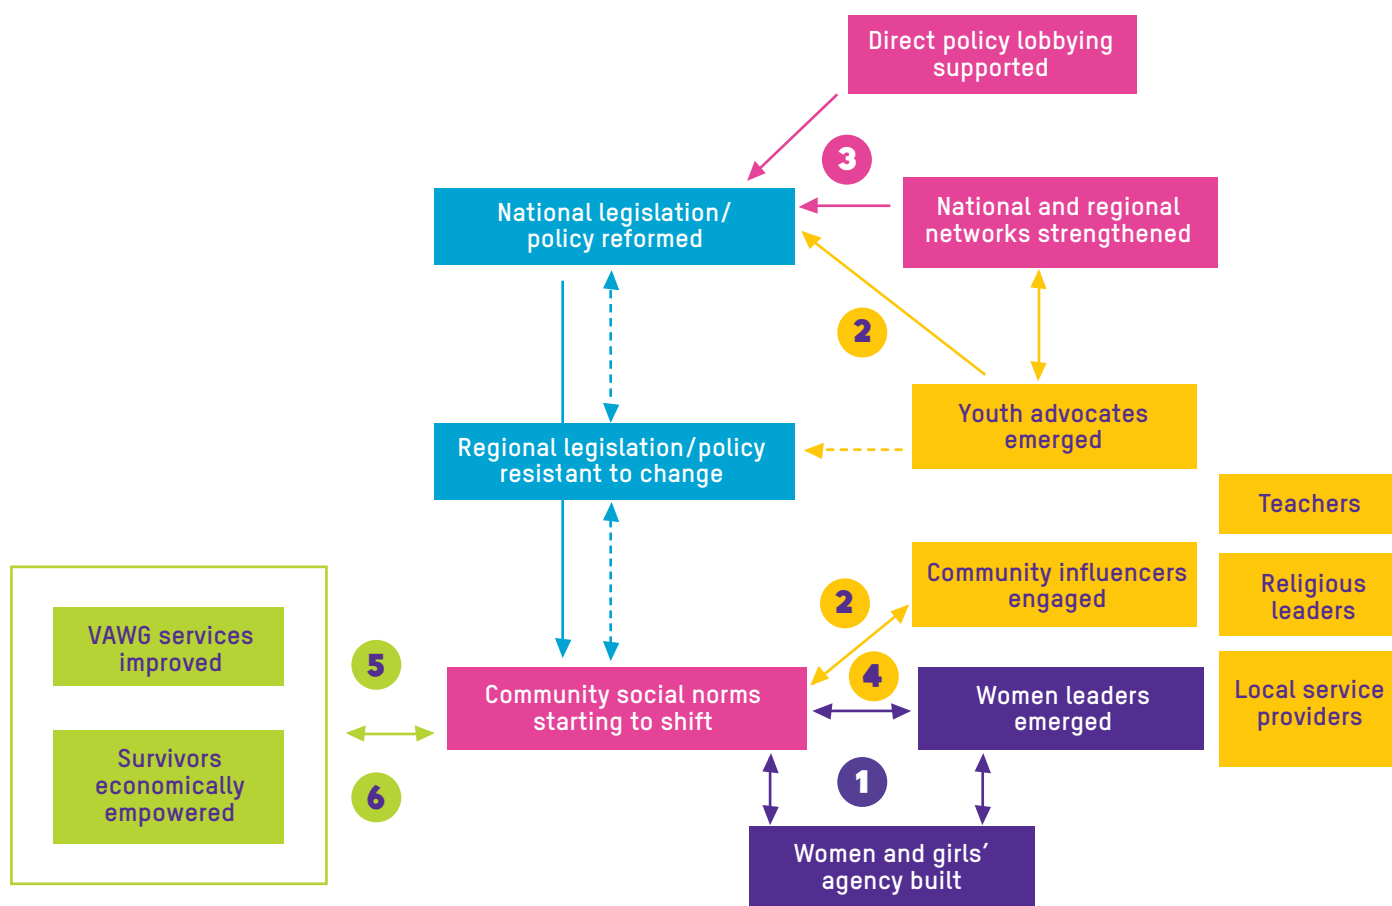 Direct policy lobbying
supported
3
National legislation/
policy reformed
National and regional
networks strengthened
2
Youth advocates
emerged
Regional legislation/policy
resistant to change
Teachers
Community influencers
engaged
Religious
leaders
2
VAWG services
improved
5
4
Community social norms
starting to shift
Women leaders
emerged
Local service
providers
Survivors
economically
empowered
6
1
Women and girls’
agency built